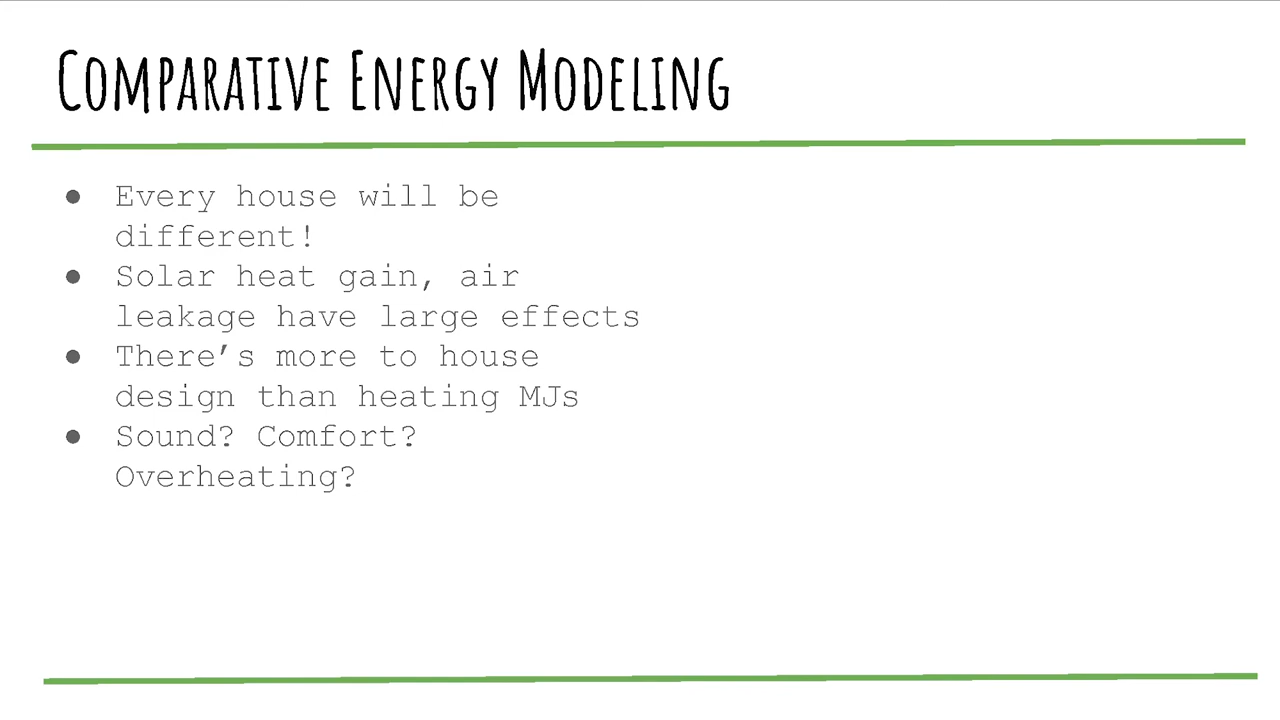 Comparative Energy Modeling
● Every house will be
different!
● Solar heat gain, air
leakage have large effects
● There’s more to house
design than heating MJs
● Sound? Comfort?
Overheating?